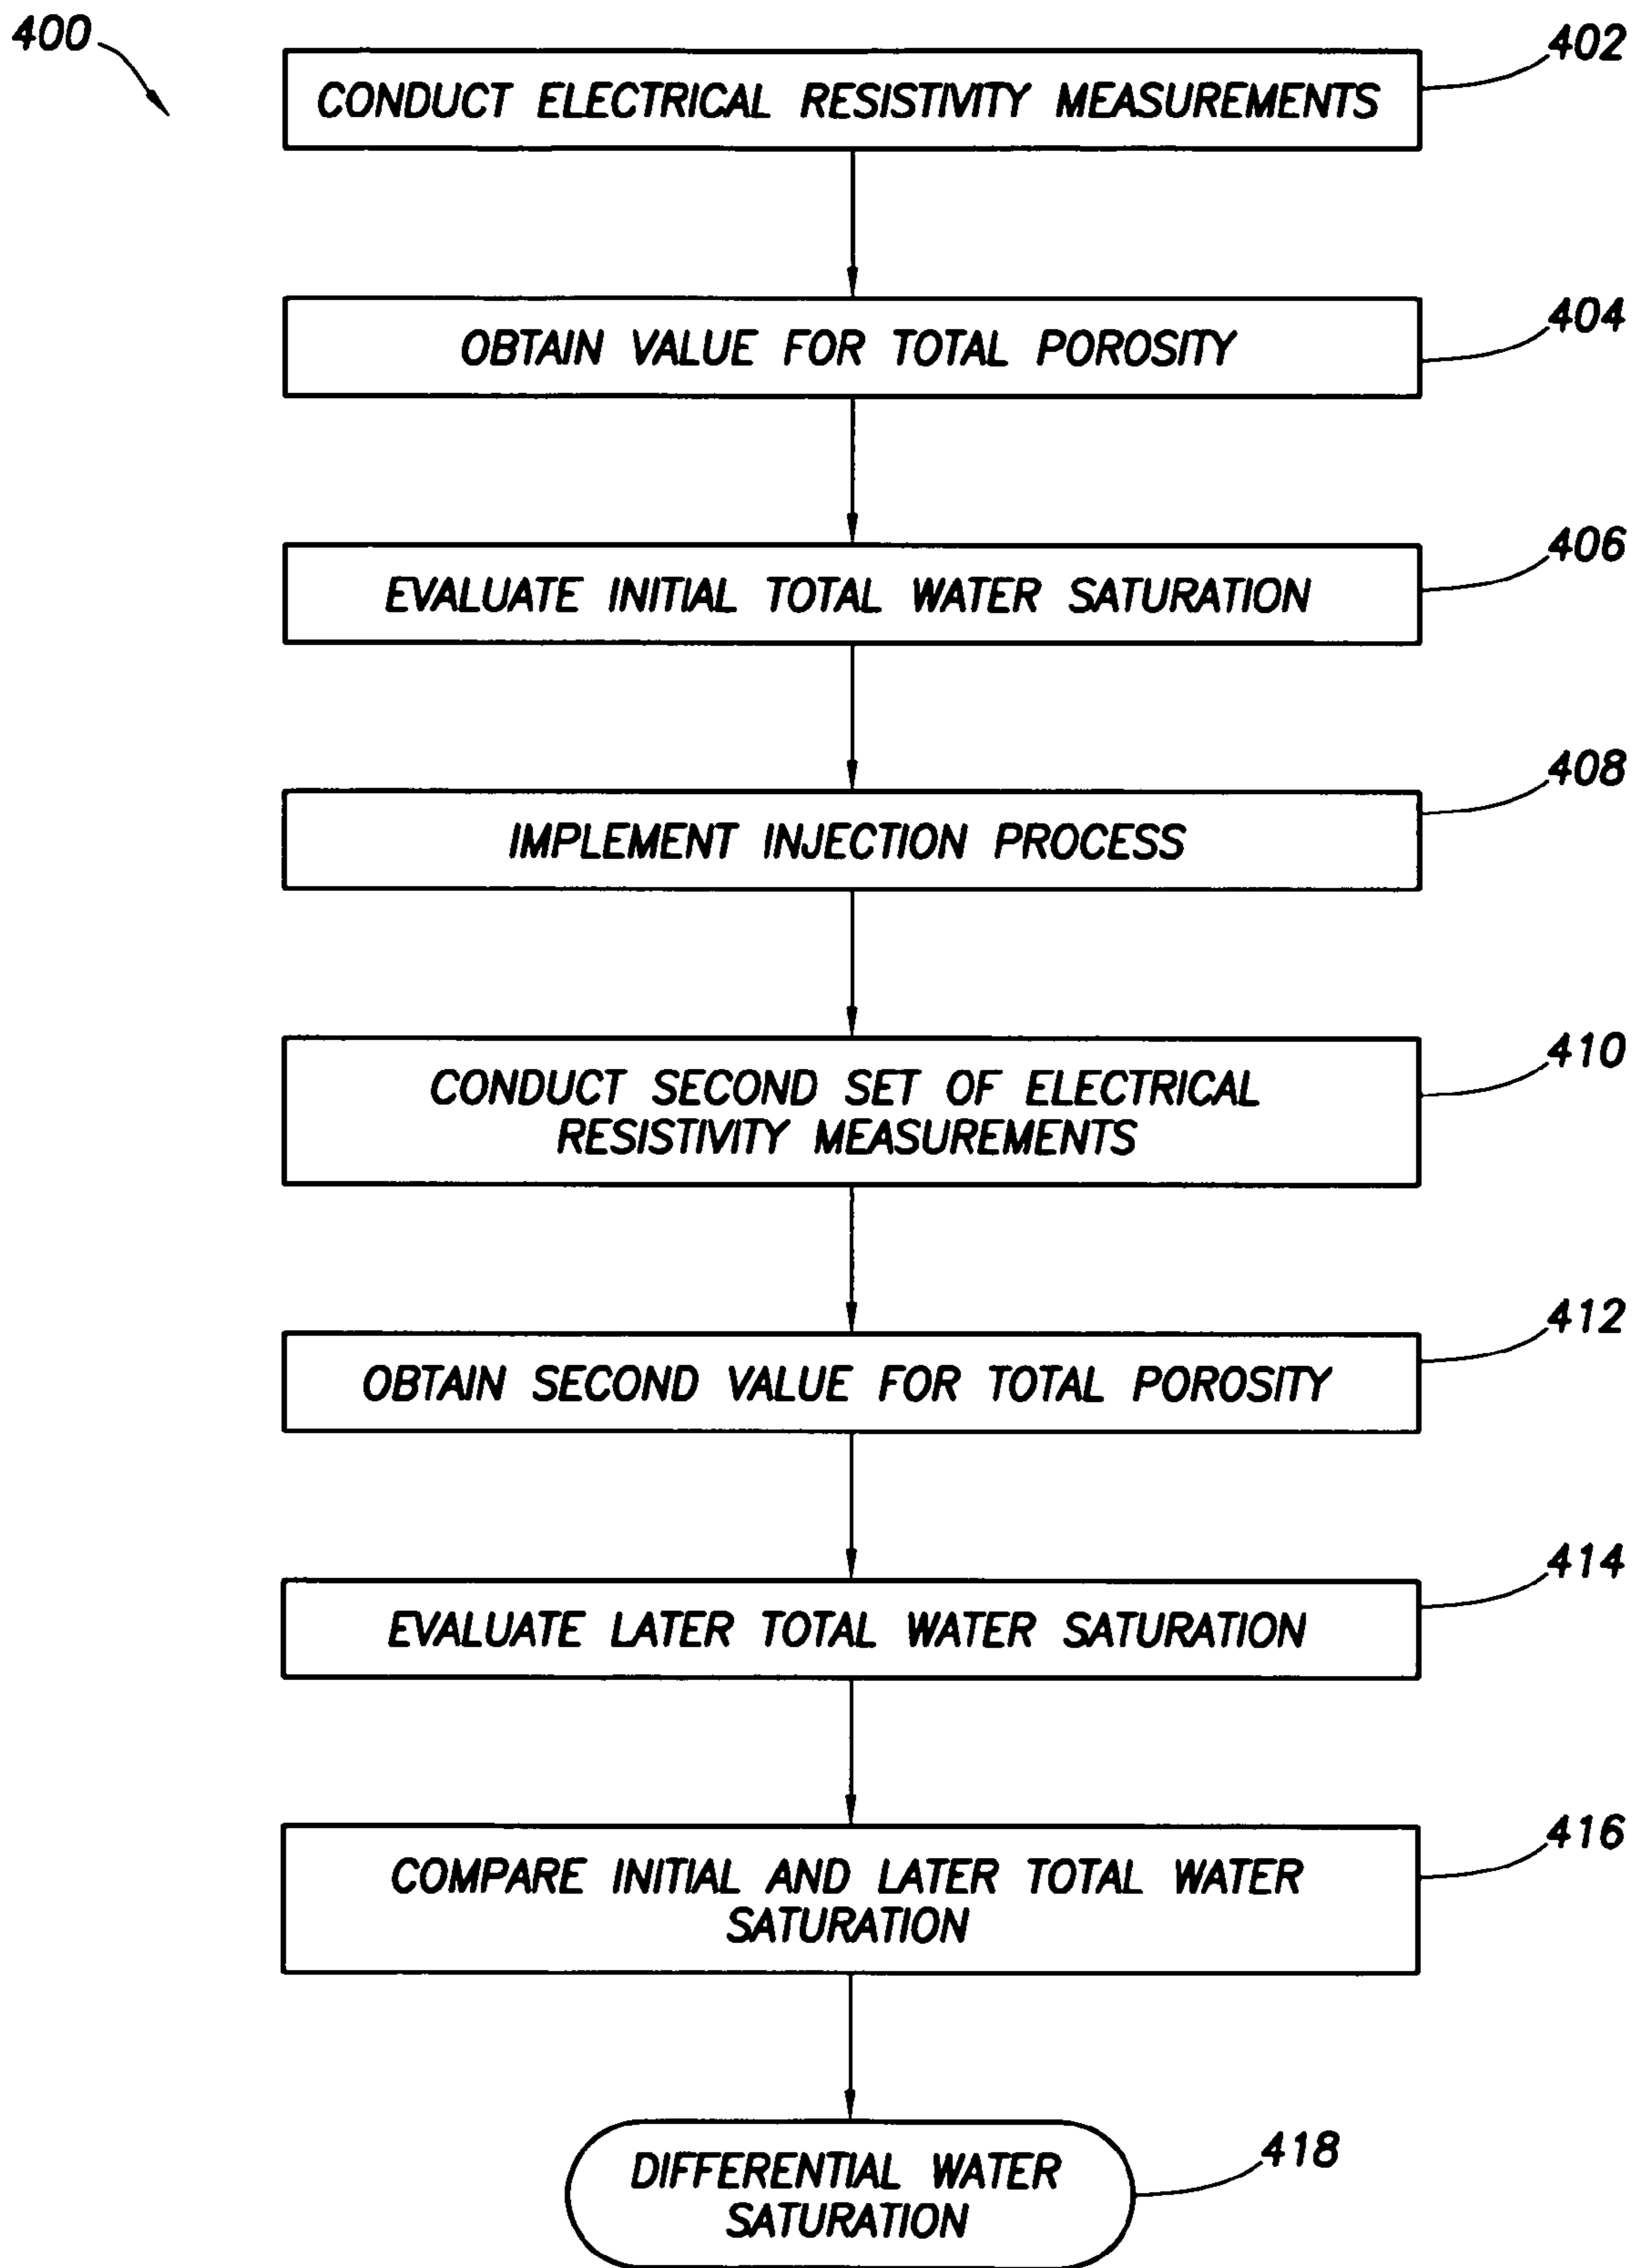 400
402
CONDUCT ELECTRICAL RESISTIVITY MEASUREMENTS
404
OBTAIN VALUE FOR TOTAL POROSITY
406
EVALUATE INITIAL TOTAL WATER SATURATION
408
IMPLEMENT INJECTION PROCESS
410
CONDUCT SECOND SET OF ELECTRICAL
RESISTIVITY MEASUREMENTS
412
OBTAIN SECOND VALUE FOR TOTAL POROSITY
414
EVALUATE LATER TOTAL WATER SATURATION
416
COMPARE INITIAL AND LATER TOTAL WATER
SATURATION
418
DIFFERENTIAL WATER
SATURATION